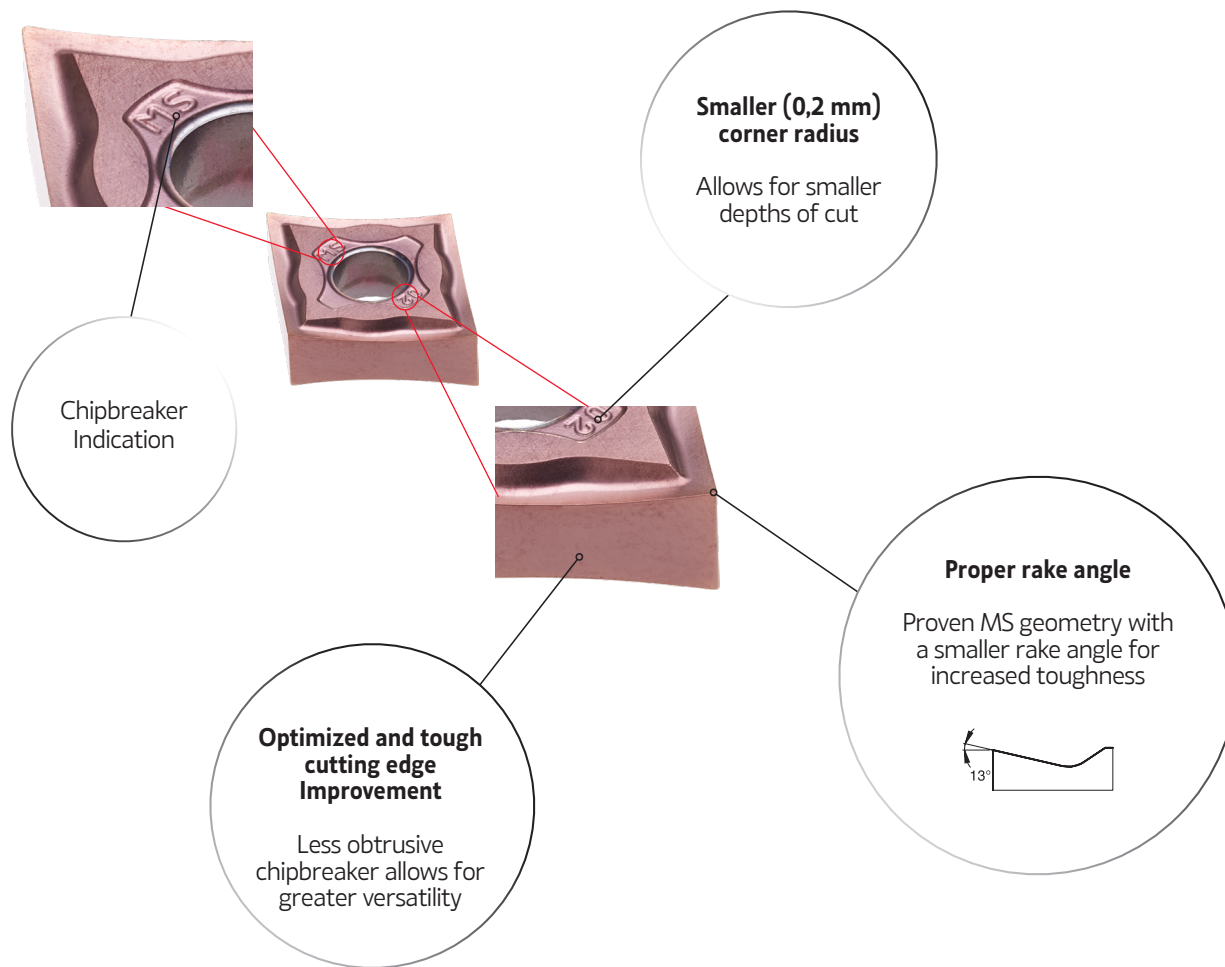 MS
Smaller (0,2 mm)
corner radius
Allows for smaller
depths of cut
MS
02
Chipbreaker
Indication
02
Proper rake angle
Proven MS geometry with
a smaller rake angle for
increased toughness
13°
Optimized and tough
cutting edge
Improvement
Less obtrusive
chipbreaker allows for
greater versatility